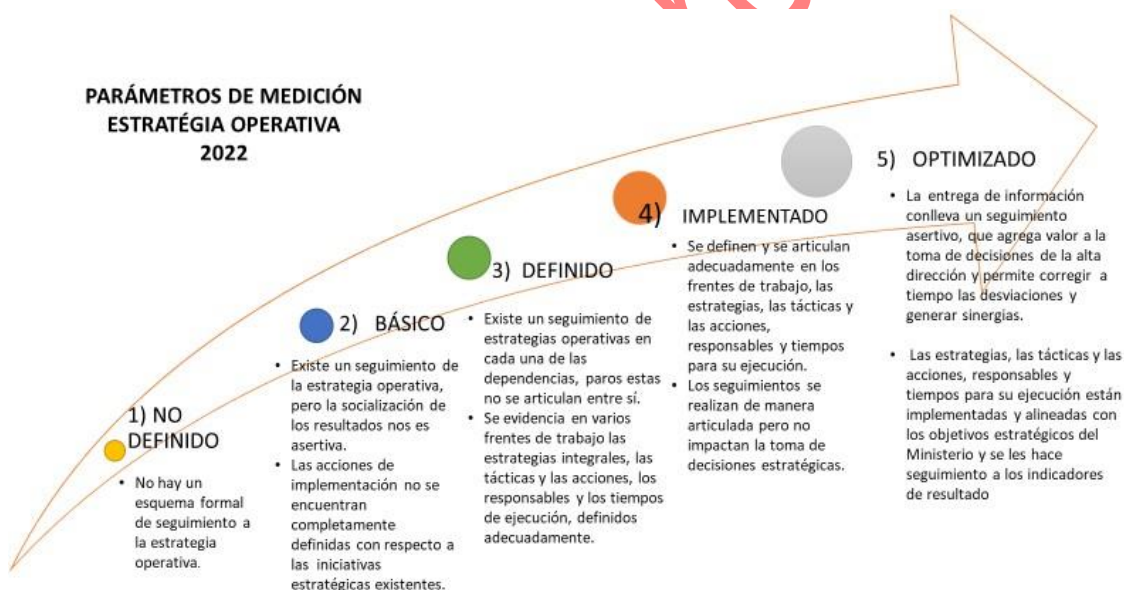 PARÁMETROS DE MEDICIÓN
ESTRATÉGIA OPERATIVA
2022
1) NO
DEFINIDO
• No hay un
esquema formal
de seguimiento a
la estrategia
operativa.
2) BÁSICO
• Existe un seguimiento de
la estrategia operativa,
pero la socialización de
los resultados nos es
asertiva.
• Las acciones de
implementación no se
encuentran
completamente
definidas con respecto a
las iniciativas
estratégicas existentes.
3) DEFINIDO
• Existe un seguimiento de
estrategias operativas en
cada una de las
dependencias, paros estas
no se articulan entre sí.
• Se evidencia en varios
frentes de trabajo las
estrategias integrales, las
tácticas y las acciones, los
responsables y los tiempos
de ejecución, definidos
adecuadamente.
4) IMPLEMENTADO
• Se definen y se articulan
adecuadamente en los
frentes de trabajo, las
estrategias, las tácticas y
las acciones,
responsables y tiempos
para su ejecución.
• Los seguimientos se
realizan de manera
articulada pero no
impactan la toma de
decisiones estratégicas.
5) OPTIMIZADO
• La entrega de información
conlleva un seguimiento
asertivo, que agrega valor a la
toma de decisiones de la alta
dirección y permite corregir a
tiempo las desviaciones y
generar sinergias.
• Las estrategias, las tácticas y las
acciones, responsables y
tiempos para su ejecución están
implementadas y alineadas con
los objetivos estratégicos del
Ministerio y se les hace
seguimiento a los indicadores
de resultado